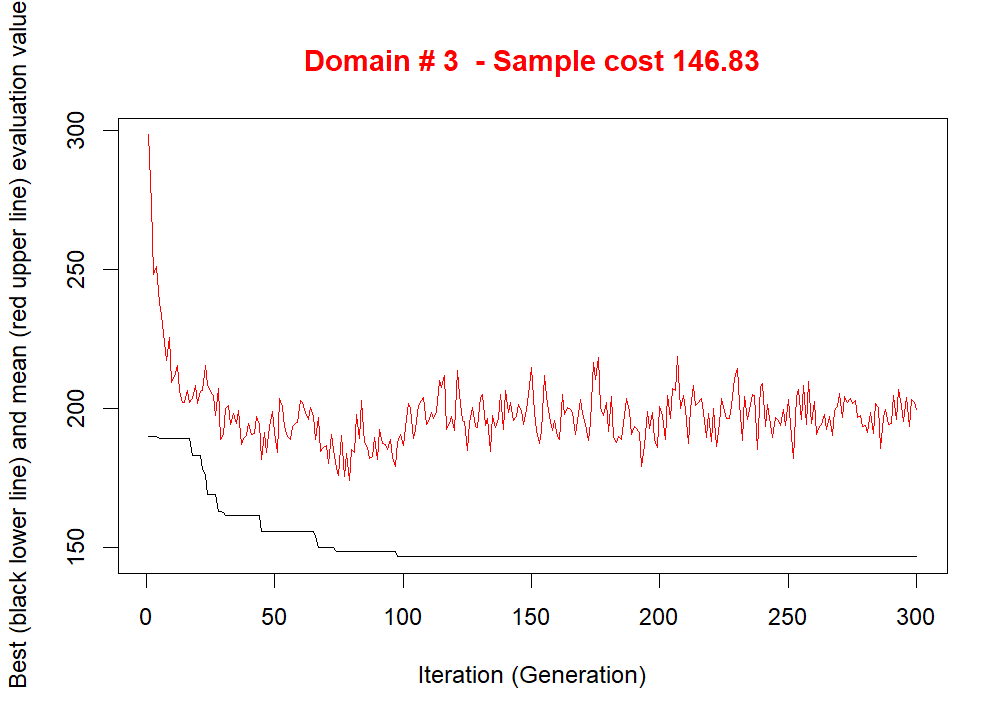 Domain # 3  - Sample cost 146.83
Best (black lower line) and mean (red upper line) evaluation value
300
250
200
150
0 50 100 150 200 250 300
Iteration (Generation)